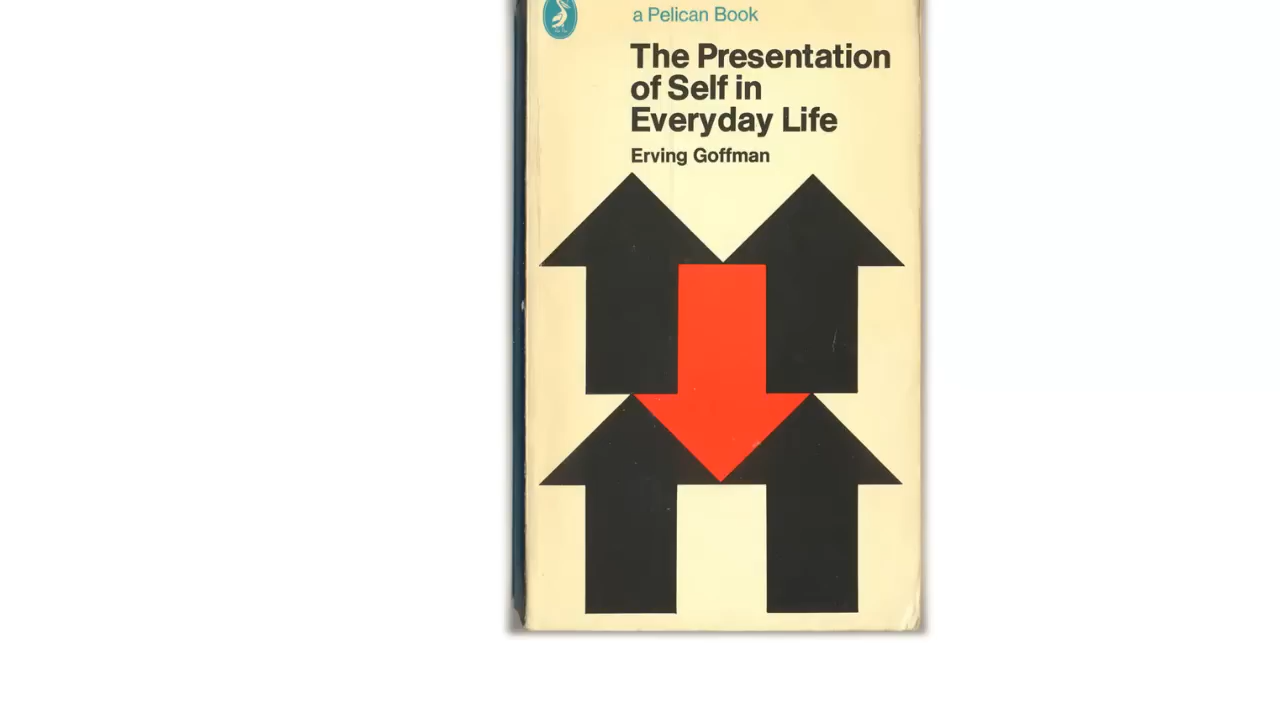 a Pelican Book
The Presentation
of Self in
Everyday Life
Erving Goffman